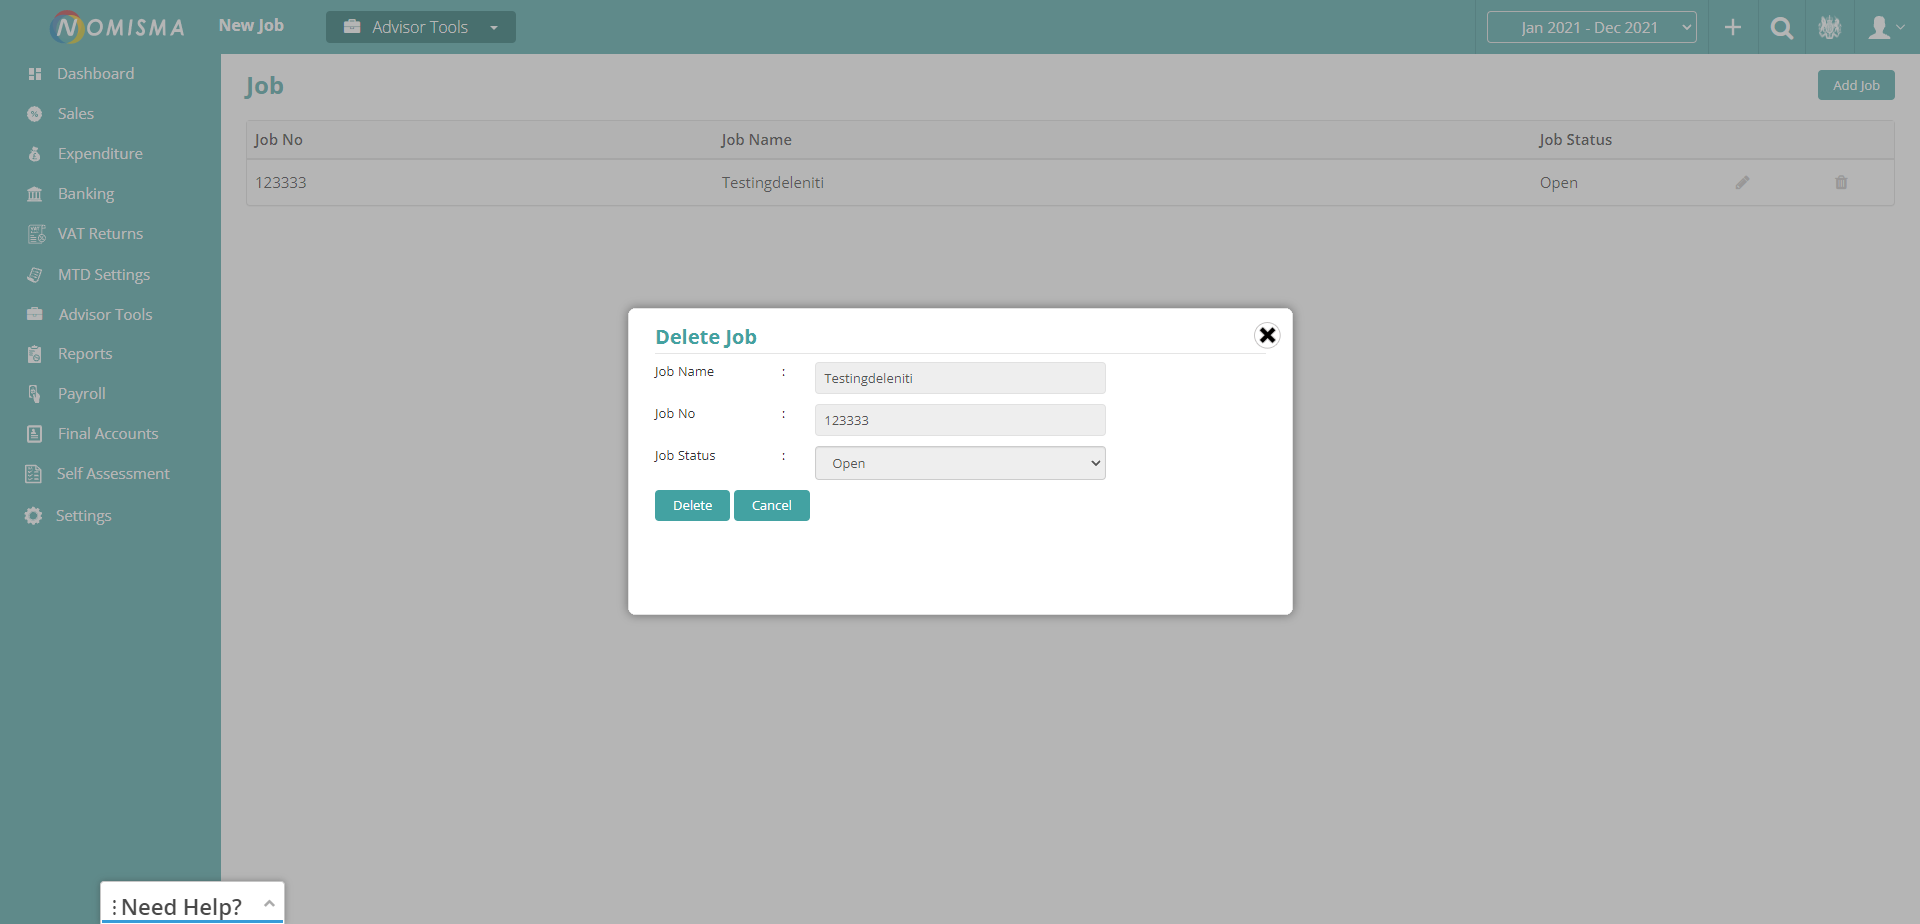 NOMISMA
New Job
Advisor Tools
Jan 2021 - Dec 2021
Dashboard
Sales
Expenditure
Banking
VAT Returns
MTD Settings
Advisor Tools
Reports
Payroll
Final Accounts
Self Assessment
Settings
Job
Add Job
Job No Job Name Job Status
123333 Testingdeleniti Open
Delete Job
Job Name : Testingdeleniti
Job No : 123333
Job Status : Open
Delete Cancel
Need Help?